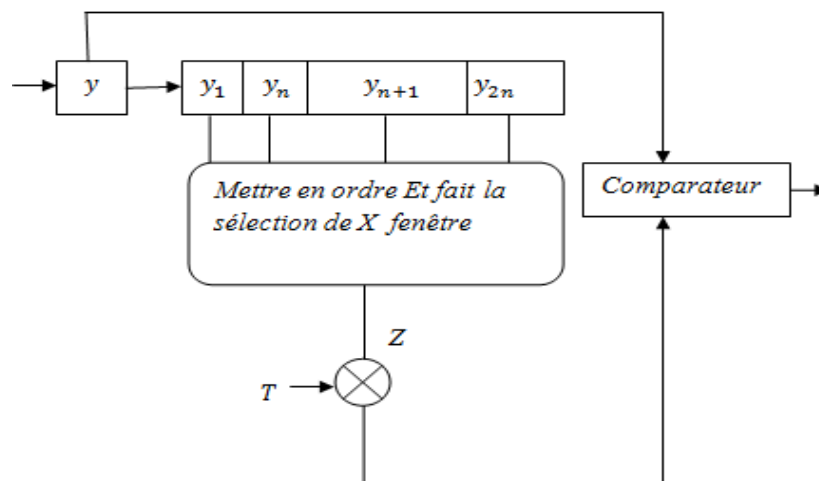 y y₁ yₙ yₙ₊₁ y₂ₙ
Mettre en ordre Et fait la
sélection de X fenêtre
Comparateur
Z
T